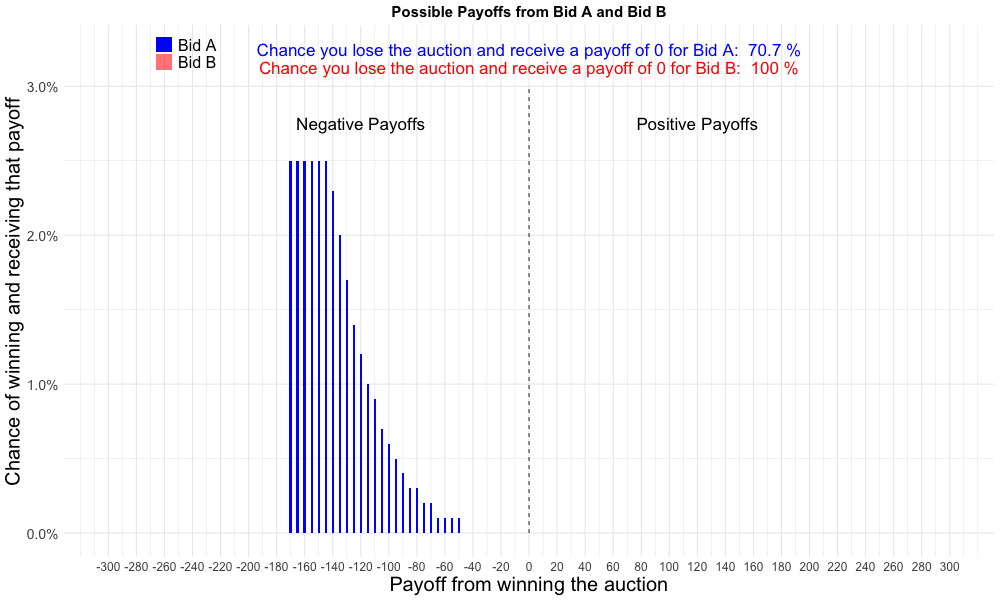 Possible Payoffs from Bid A and Bid B
Bid A
Bid B
Chance you lose the auction and receive a payoff of 0 for Bid A:  70.7 %
Chance you lose the auction and receive a payoff of 0 for Bid B:  100 %
Negative Payoffs
Positive Payoffs
Chance of winning and receiving that payoff
3.0%
2.0%
1.0%
0.0%
-300 -280 -260 -240 -220 -200 -180 -160 -140 -120 -100 -80 -60 -40 -20 0 20 40 60 80 100 120 140 160 180 200 220 240 260 280 300
Payoff from winning the auction